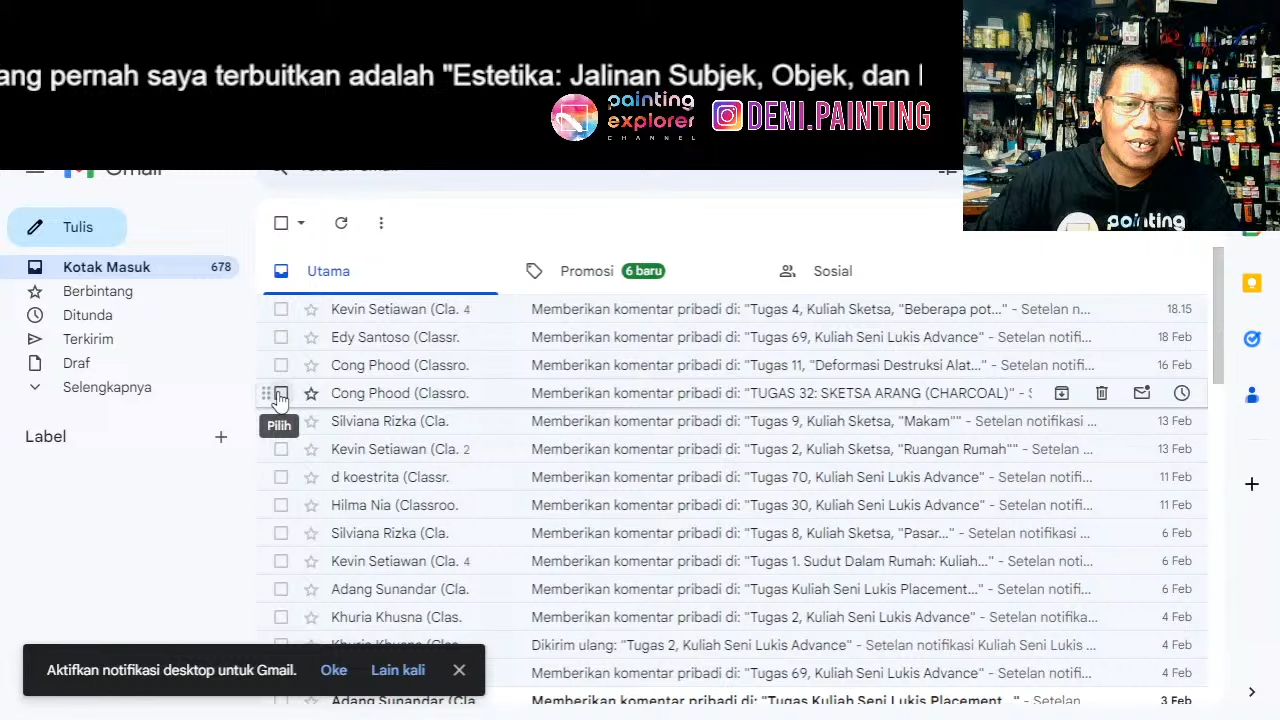 ang pernah saya terbuitkan adalah "Estetika: Jalinan Subjek, Objek, dan
painting
explorer
CHANNEL
DENI.PAINTING
painting
Gmail
Tulis
Kotak Masuk 678
Berbintang
Ditunda
Terkirim
Draf
Selengkapnya
Label
Utama
Promosi 6 baru
Sosial
Kevin Setiawan (Cla. 4 Memberikan komentar pribadi di: "Tugas 4, Kuliah Sketsa, "Beberapa pot..." - Setelan n... 18.15
Edy Santoso (Classr. Memberikan komentar pribadi di: "Tugas 69, Kuliah Seni Lukis Advance" - Setelan notifi... 18 Feb
Cong Phood (Classro. Memberikan komentar pribadi di: "Tugas 11, "Deformasi Destruksi Alat..." - Setelan notif... 16 Feb
Cong Phood (Classro. Memberikan komentar pribadi di: "TUGAS 32: SKETSA ARANG (CHARCOAL)" -
Pilih
Silviana Rizka (Cla. Memberikan komentar pribadi di: "Tugas 9, Kuliah Sketsa, "Makam"" - Setelan notifikasi ... 13 Feb
Kevin Setiawan (Cla. 2 Memberikan komentar pribadi di: "Tugas 2, Kuliah Sketsa, "Ruangan Rumah"" - Setelan ... 13 Feb
d koestrita (Classr. Memberikan komentar pribadi di: "Tugas 70, Kuliah Seni Lukis Advance" - Setelan notifi... 11 Feb
Hilma Nia (Classroo. Memberikan komentar pribadi di: "Tugas 30, Kuliah Seni Lukis Advance" - Setelan notifi... 11 Feb
Silviana Rizka (Cla. Memberikan komentar pribadi di: "Tugas 8, Kuliah Sketsa, "Pasar..." - Setelan notifikasi ... 6 Feb
Kevin Setiawan (Cla. 4 Memberikan komentar pribadi di: "Tugas 1. Sudut Dalam Rumah: Kuliah..." - Setelan noti... 6 Feb
Adang Sunandar (Cla. Memberikan komentar pribadi di: "Tugas Kuliah Seni Lukis Placement..." - Setelan notifi... 6 Feb
Khuria Khusna (Clas. Memberikan komentar pribadi di: "Tugas 2, Kuliah Seni Lukis Advance" - Setelan notifika... 4 Feb
Khuria Khusna (Clas. Dikirim ulang: "Tugas 2, Kuliah Seni Lukis Advance" - Setelan notifikasi Kuliah Seni Lukis Advance Kuliah Seni L... 4 Feb
Memberikan komentar pribadi di: "Tugas 69, Kuliah Seni Lukis Advance" - Setelan notifi... 4 Feb
Adang Sunandar (Cla. Memberikan komentar pribadi di: "Tugas Kuliah Seni Lukis Placement..." - Setelan 3 Feb
Aktifkan notifikasi desktop untuk Gmail. Oke Lain kali